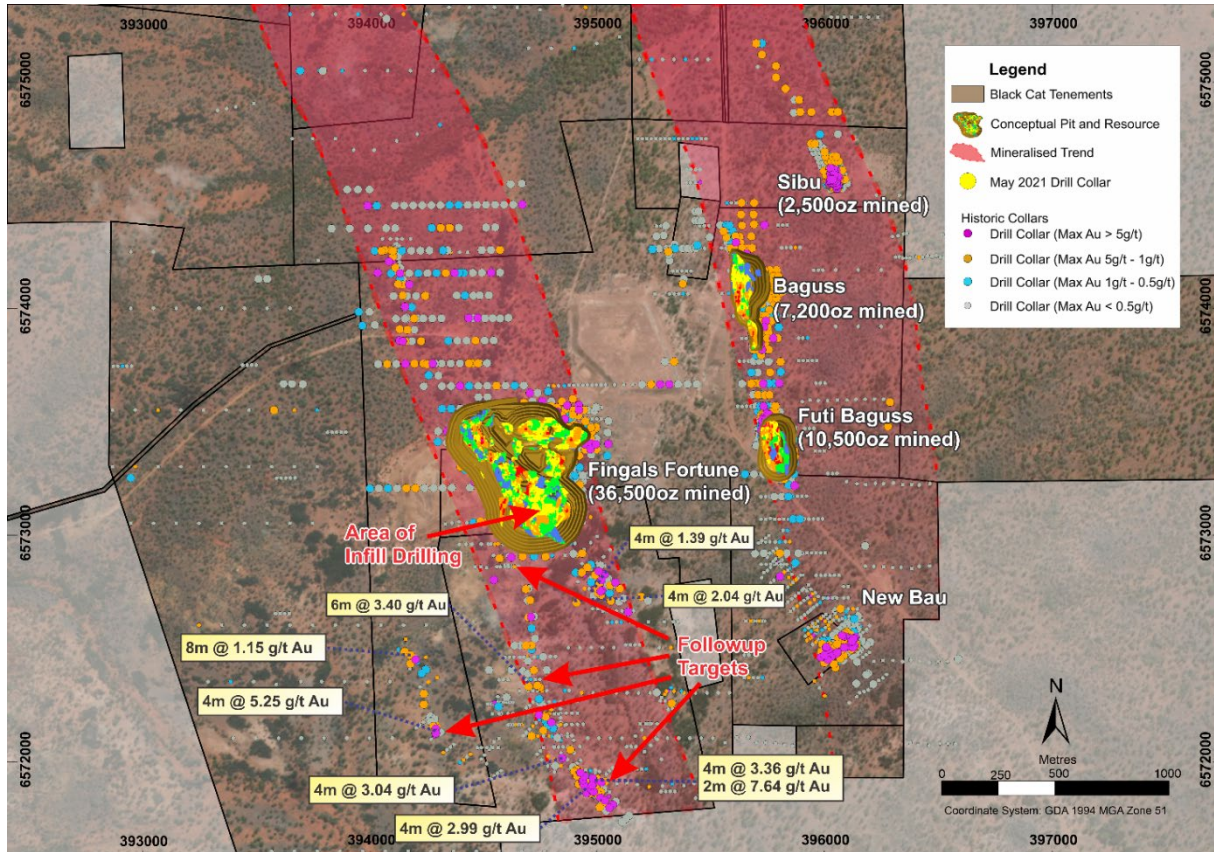 393000
394000
395000
396000
397000
6575000
6575000
Legend
Black Cat Tenements
Conceptual Pit and Resource
Mineralised Trend
May 2021 Drill Collar
Historic Collars
Drill Collar (Max Au > 5g/t)
Drill Collar (Max Au 5g/t - 1g/t)
Drill Collar (Max Au 1g/t - 0.5g/t)
Drill Collar (Max Au < 0.5g/t)
Sibu
(2,500oz mined)
6574000
Baguss
(7,200oz mined)
6574000
Futi Baguss
(10,500oz mined)
Fingals Fortune
(36,500oz mined)
6573000
Area of
Infill Drilling
4m @ 1.39 g/t Au
6573000
6m @ 3.40 g/t Au
4m @ 2.04 g/t Au
New Bau
8m @ 1.15 g/t Au
Followup
Targets
4m @ 5.25 g/t Au
N
6572000
4m @ 3.04 g/t Au
4m @ 3.36 g/t Au
2m @ 7.64 g/t Au
Metres
0 250 500 1000
6572000
4m @ 2.99 g/t Au
Coordinate System: GDA 1994 MGA Zone 51
393000
394000
395000
396000
397000